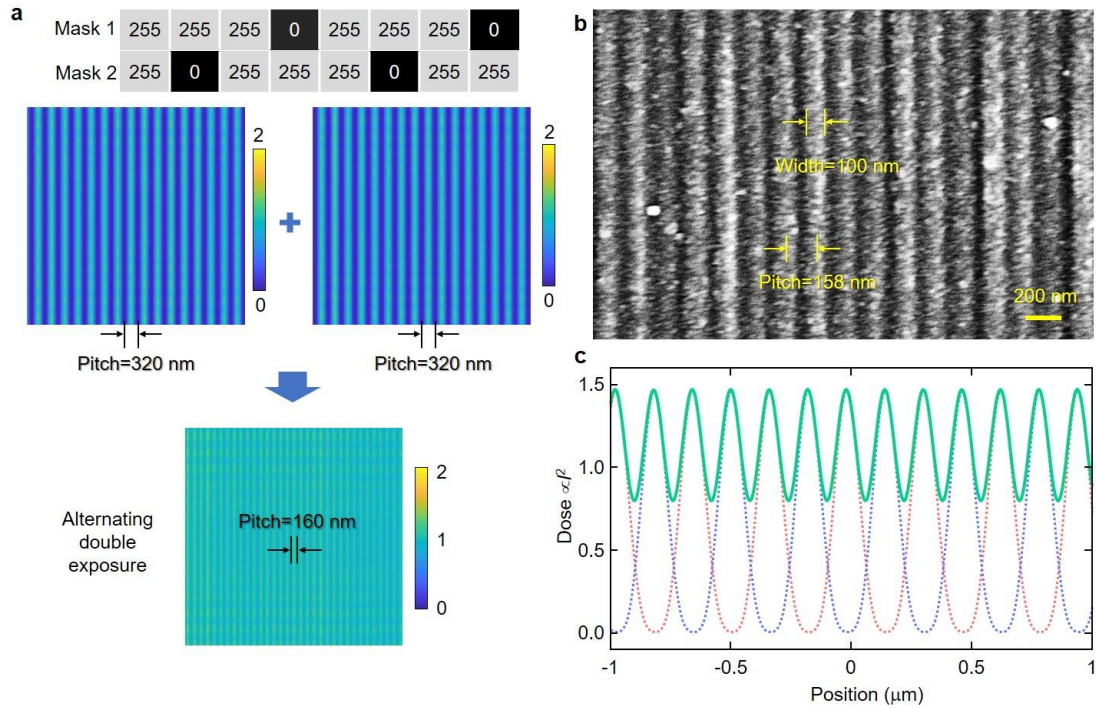 a
Mask 1 255 255 255 0 255 255 255 0
Mask 2 255 0 255 255 255 0 255 255
2
0
2
0
Pitch=320 nm
Pitch=320 nm
Alternating
double
exposure
Pitch=160 nm
2
1
0
b
Width=100 nm
Pitch=158 nm
200 nm
c
Dose ∝I²
1.5
1.0
0.5
0.0
-1 -0.5 0 0.5 1
Position (μm)